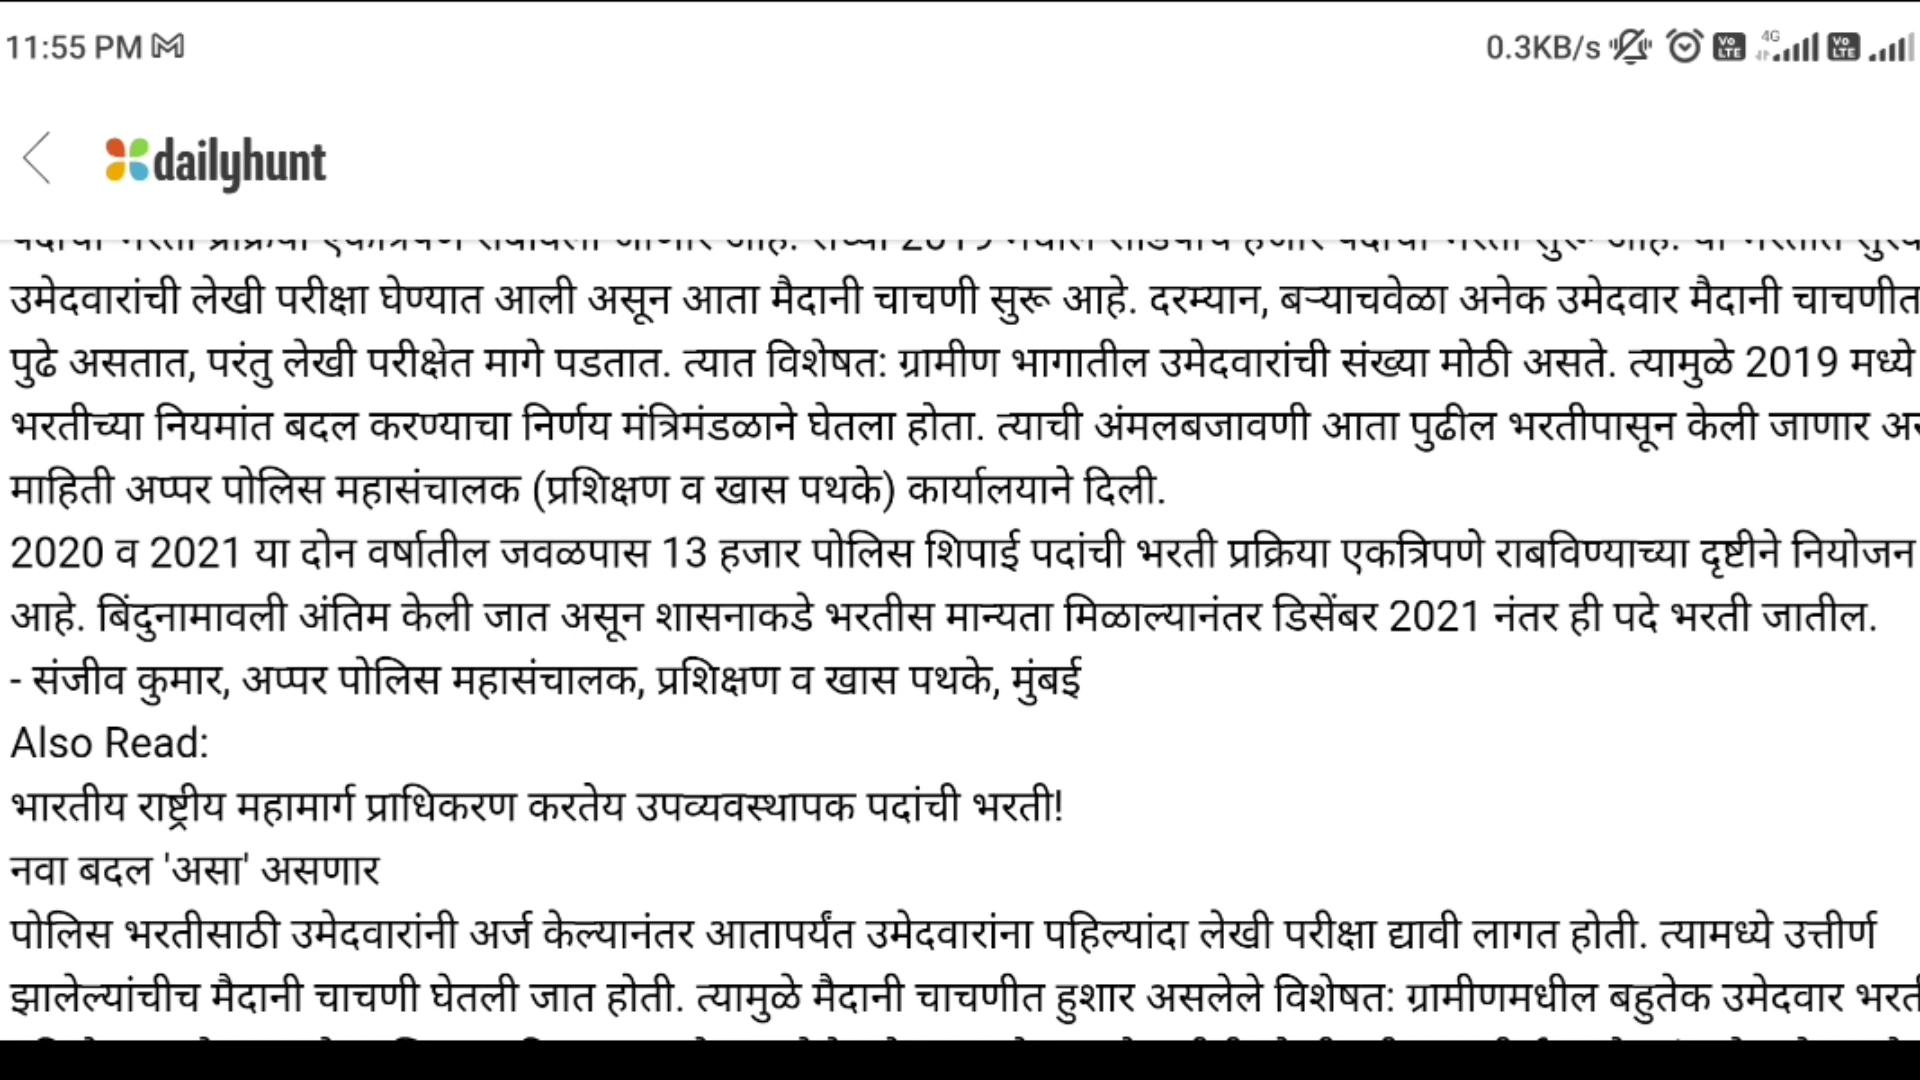 11:55 PM
0.3KB/s
Vo LTE
4G
Vo LTE
dailyhunt
उमेदवारांची लेखी परीक्षा घेण्यात आली असून आता मैदानी चाचणी सुरू आहे. दरम्यान, बऱ्याचवेळा अनेक उमेदवार मैदानी चाचणीत
पुढे असतात, परंतु लेखी परीक्षेत मागे पडतात. त्यात विशेषत: ग्रामीण भागातील उमेदवारांची संख्या मोठी असते. त्यामुळे 2019 मध्ये
भरतीच्या नियमांत बदल करण्याचा निर्णय मंत्रिमंडळाने घेतला होता. त्याची अंमलबजावणी आता पुढील भरतीपासून केली जाणार
माहिती अप्पर पोलिस महासंचालक (प्रशिक्षण व खास पथके) कार्यालयाने दिली.
2020 व 2021 या दोन वर्षातील जवळपास 13 हजार पोलिस शिपाई पदांची भरती प्रक्रिया एकत्रिपणे राबविण्याच्या दृष्टीने नियोजन
आहे. बिंदुनामावली अंतिम केली जात असून शासनाकडे भरतीस मान्यता मिळाल्यानंतर डिसेंबर 2021 नंतर ही पदे भरती जातील.
- संजीव कुमार, अप्पर पोलिस महासंचालक, प्रशिक्षण व खास पथके, मुंबई
Also Read:
भारतीय राष्ट्रीय महामार्ग प्राधिकरण करतेय उपव्यवस्थापक पदांची भरती!
नवा बदल 'असा' असणार
पोलिस भरतीसाठी उमेदवारांनी अर्ज केल्यानंतर आतापर्यंत उमेदवारांना पहिल्यांदा लेखी परीक्षा द्यावी लागत होती. त्यामध्ये उत्तीर्ण
झालेल्यांचीच मैदानी चाचणी घेतली जात होती. त्यामुळे मैदानी चाचणीत हुशार असलेले विशेषत: ग्रामीणमधील बहुतेक उमेदवार